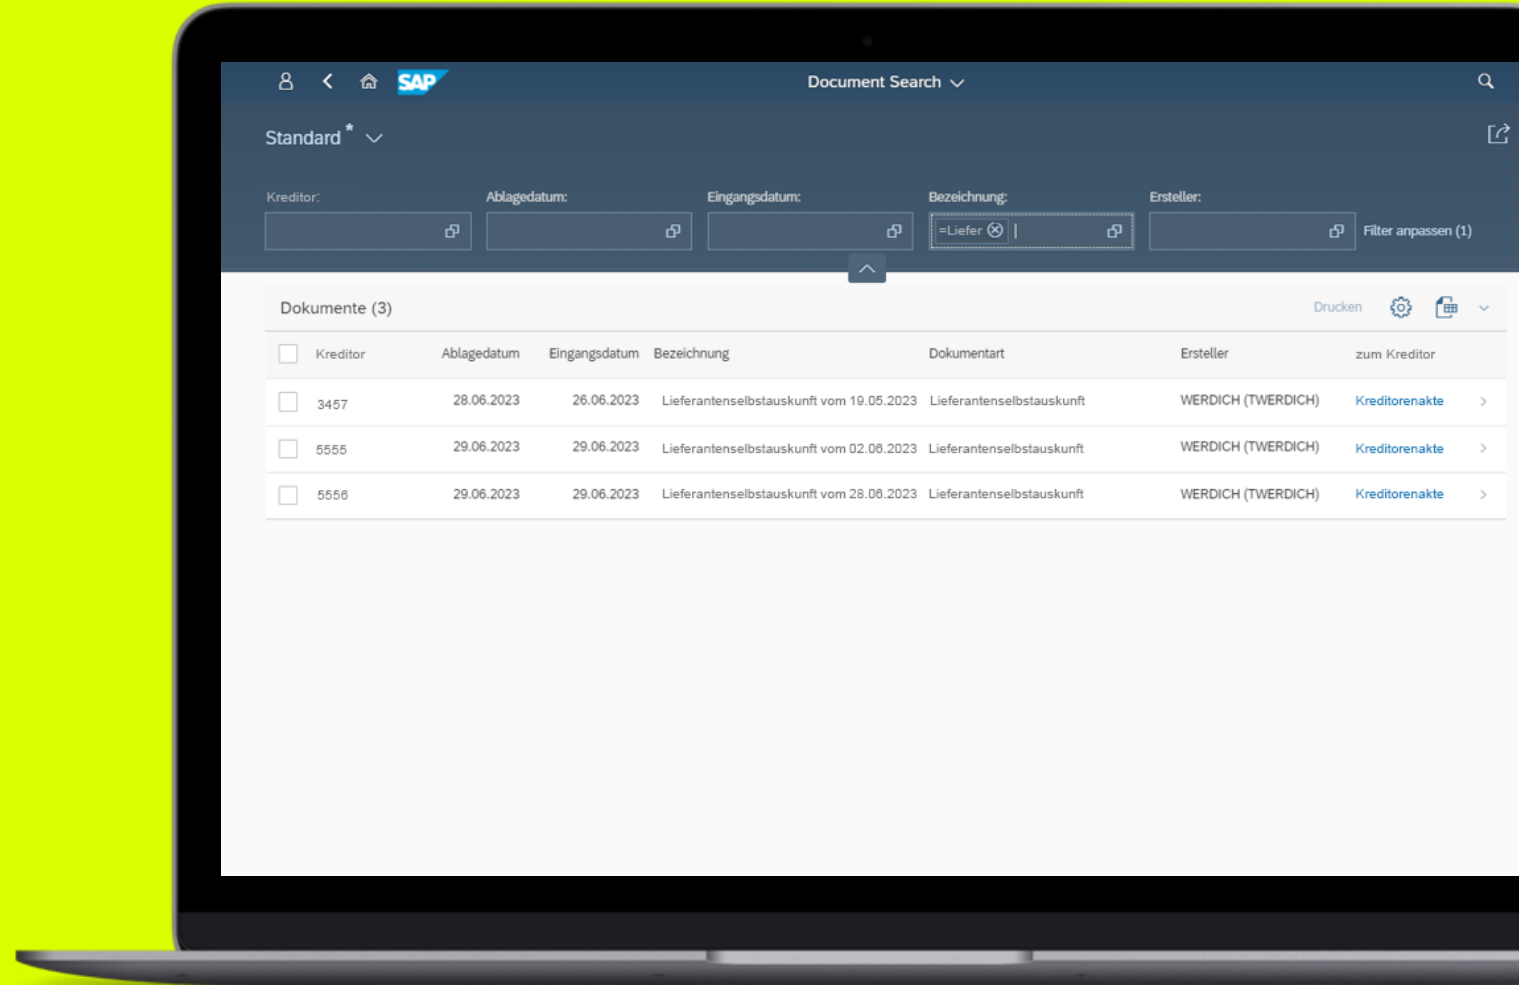 SAP Document Search
Standard *
Kreditor: Ablagedatum: Eingangsdatum: Bezeichnung: Ersteller:
=Liefer Filter anpassen (1)
Dokumente (3) Drucken
Kreditor Ablagedatum Eingangsdatum Bezeichnung Dokumentart Ersteller zum Kreditor
3457 28.06.2023 26.06.2023 Lieferantenselbstauskunft vom 19.05.2023 Lieferantenselbstauskunft WERDICH (TWERDICH) Kreditorenakte
5555 29.06.2023 29.06.2023 Lieferantenselbstauskunft vom 02.06.2023 Lieferantenselbstauskunft WERDICH (TWERDICH) Kreditorenakte
5556 29.06.2023 29.06.2023 Lieferantenselbstauskunft vom 28.06.2023 Lieferantenselbstauskunft WERDICH (TWERDICH) Kreditorenakte